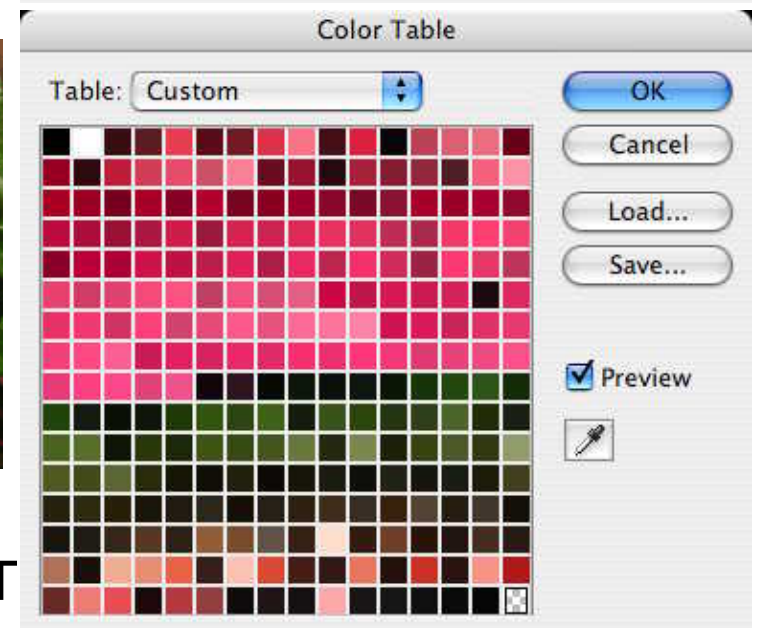 Color Table
Table: Custom
OK
Cancel
Load...
Save...
Preview
T